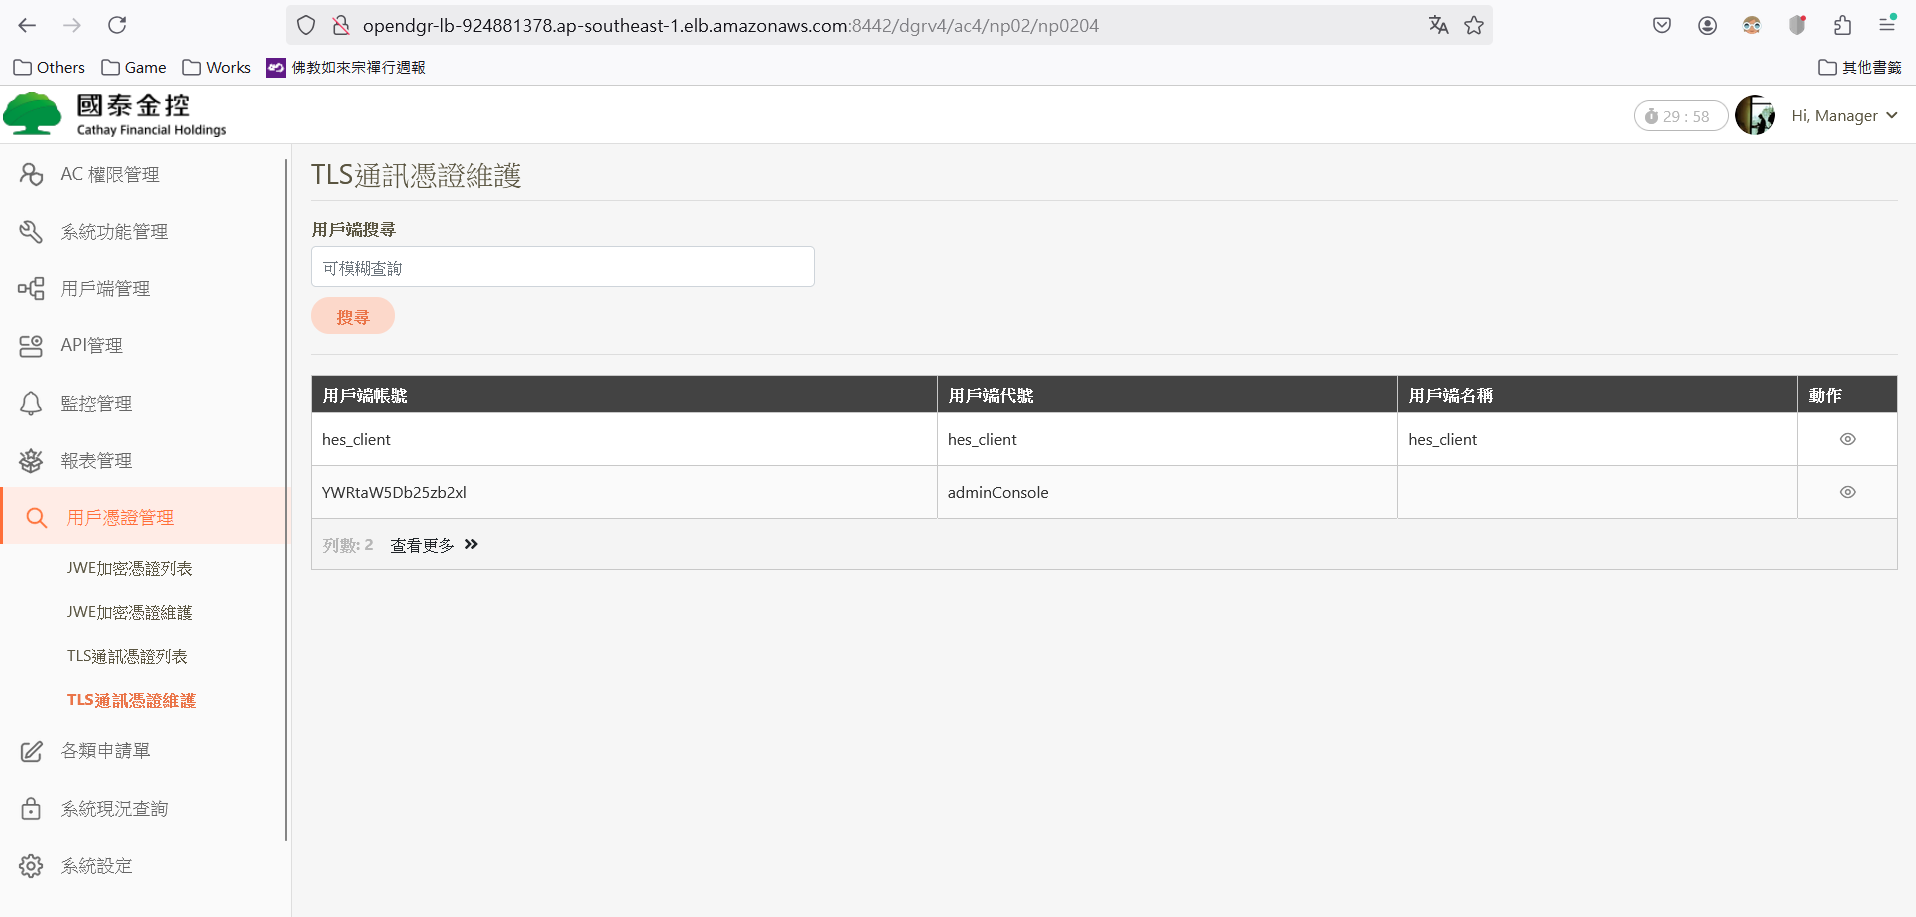 opendgr-lb-924881378.ap-southeast-1.elb.amazonaws.com:8442/dgrv4/ac4/np02/np0204
Others
Game
Works
佛教如來宗禪行週報
其他書籤
國泰金控
Cathay Financial Holdings
29 : 58
Hi, Manager
AC 權限管理
系統功能管理
用戶端管理
API管理
監控管理
報表管理
用戶憑證管理
JWE加密憑證列表
JWE加密憑證維護
TLS通訊憑證列表
TLS通訊憑證維護
各類申請單
系統現況查詢
系統設定
TLS通訊憑證維護
用戶端搜尋
可模糊查詢
搜尋
用戶端帳號 用戶端代號 用戶端名稱 動作
hes_client hes_client hes_client
YWRtaW5Db25zb2xl adminConsole
列數: 2 查看更多